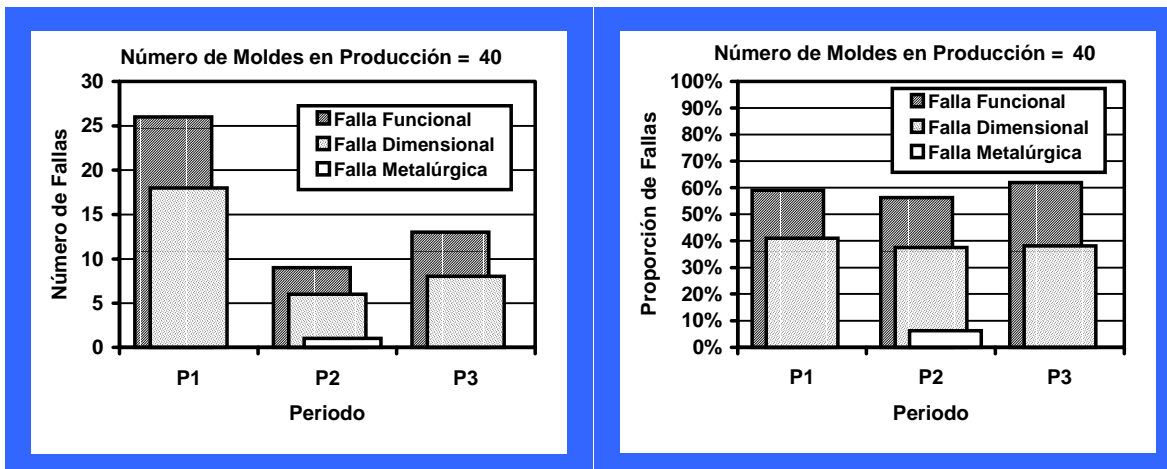 Número de Moldes en Producción = 40
30
25
20
15
10
5
0
Número de Fallas
Falla Funcional
Falla Dimensional
Falla Metalúrgica
P1 P2 P3
Periodo
Número de Moldes en Producción = 40
100%
90%
80%
70%
60%
50%
40%
30%
20%
10%
0%
Proporción de Fallas
Falla Funcional
Falla Dimensional
Falla Metalúrgica
P1 P2 P3
Periodo